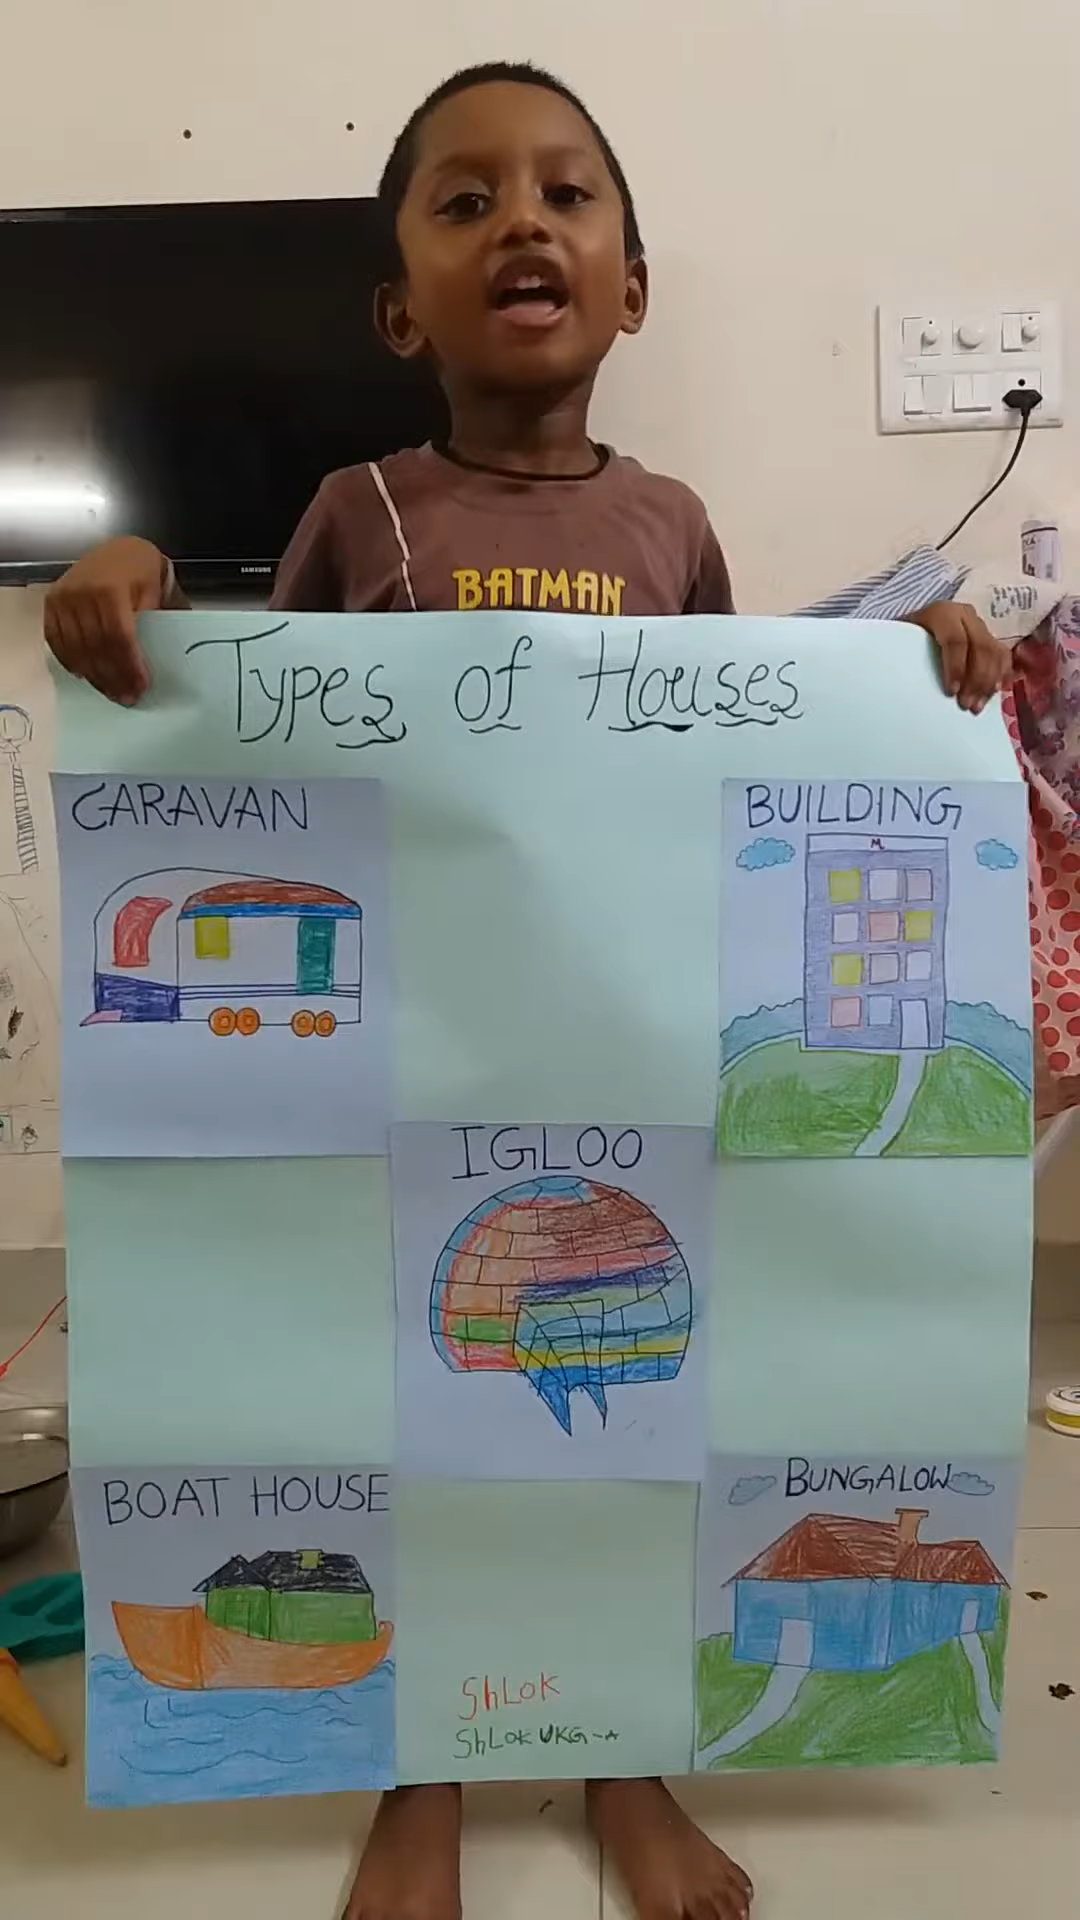 SAMSUNG
BATMAN
Types of Houses
CARAVAN
BUILDING
M
IGLOO
BOAT HOUSE
BUNGALOW
ShLOK
ShLOK UKG-A